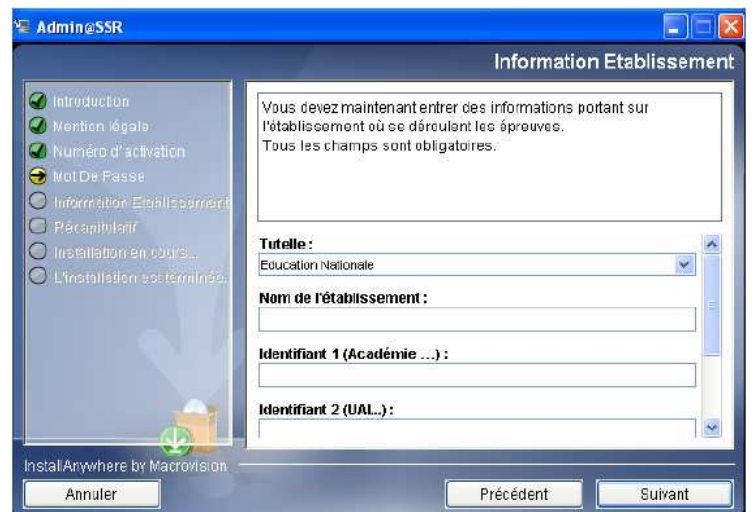 Admin@SSR
Information Etablissement
Introduction
Mention légale
Numéro d'activation
Mot De Passe
Information Etablissement
Récapitulatif
Installation en cours...
L'installation est terminée.
Vous devez maintenant entrer des informations portant sur
l'établissement où se déroulent les épreuves.
Tous les champs sont obligatoires.
Tutelle :
Education Nationale
Nom de l'établissement :
Identifiant 1 (Académie ...) :
Identifiant 2 (UAI...) :
InstallAnywhere by Macrovision
Annuler
Précédent
Suivant